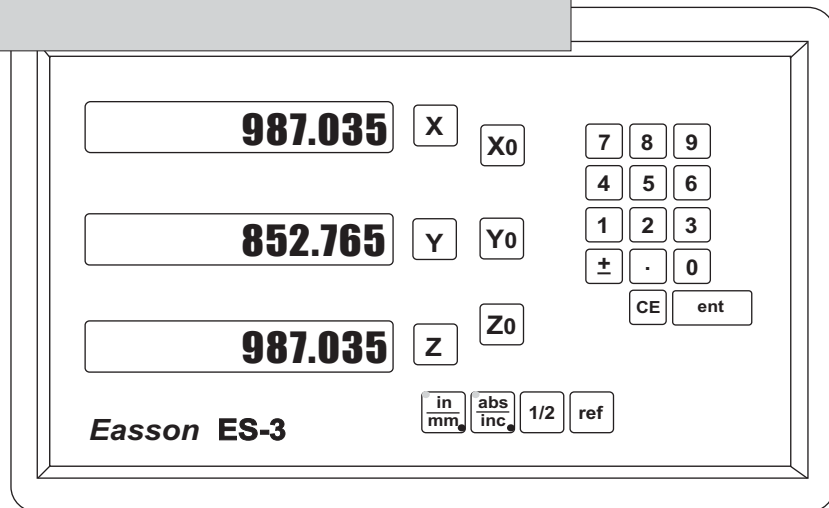 987.035 X X0
7 8 9
4 5 6
852.765 Y Y0
1 2 3
± . 0
CE ent
987.035 Z Z0
in/mm abs/inc 1/2 ref
Easson ES-3